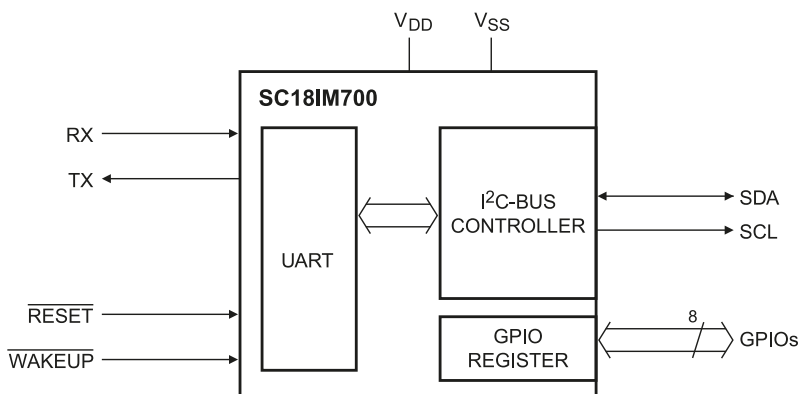 VDD
VSS
SC18IM700
RX
TX
UART
I²C-BUS
CONTROLLER
SDA
SCL
RESET
WAKEUP
GPIO
REGISTER
8
GPIOs